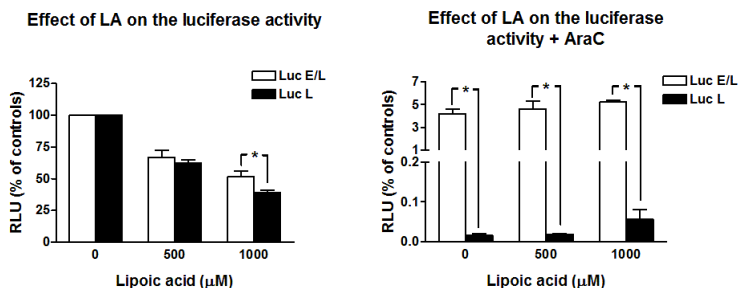 Effect of LA on the luciferase activity
125
100
75
50
25
0
RLU (% of controls)
Luc E/L
Luc L
*
0
500
1000
Lipoic acid (μM)
Effect of LA on the luciferase
activity + AraC
7
5
3
1
0.2
0.1
0.0
RLU (% of controls)
Luc E/L
Luc L
*
*
*
0
500
1000
Lipoic acid (μM)